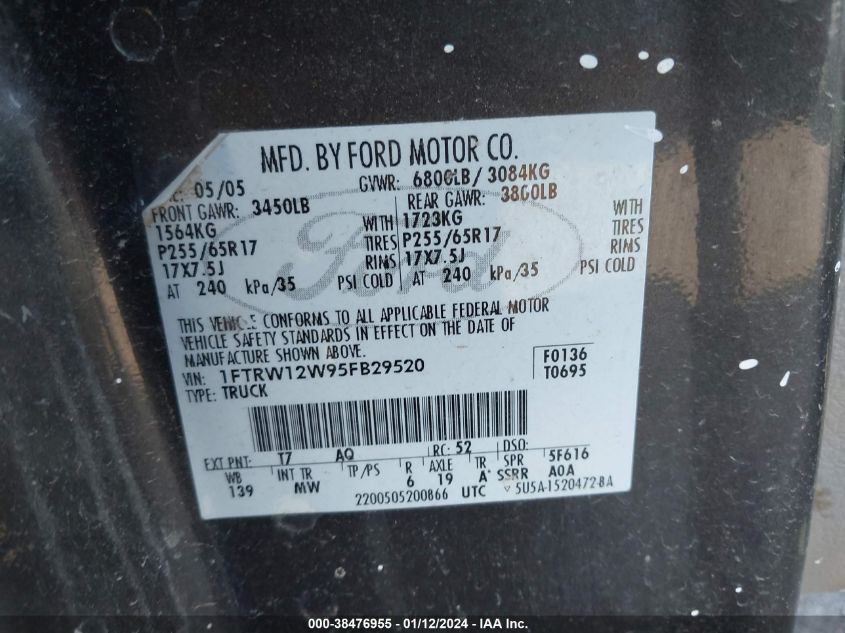 MFD. BY FORD MOTOR CO.
05/05
GVWR: 6800LB/ 3084KG
FRONT GAWR: 3450LB
REAR GAWR: 3800LB
1564KG WITH 1723KG WITH
P255/65R17 TIRES P255/65R17 TIRES
17X7.5J RIMS 17X7.5J RIMS
AT 240 kPa/35 PSI COLD AT 240 kPa/35 PSI COLD
Ford
THIS VEHICLE CONFORMS TO ALL APPLICABLE FEDERAL MOTOR
VEHICLE SAFETY STANDARDS IN EFFECT ON THE DATE OF
MANUFACTURE SHOWN ABOVE.
VIN: 1FTRW12W95FB29520
TYPE: TRUCK
F0136
T0695
EXT PNT: T7 AQ RC: 52 DSO:
WB INT TR TP/PS R AXLE TR SPR 5F616
139 MW 6 19 A SSRR A0A
2200505200866 UTC 5U5A-1520472-BA
000-38476955 - 01/12/2024 - IAAI INC.